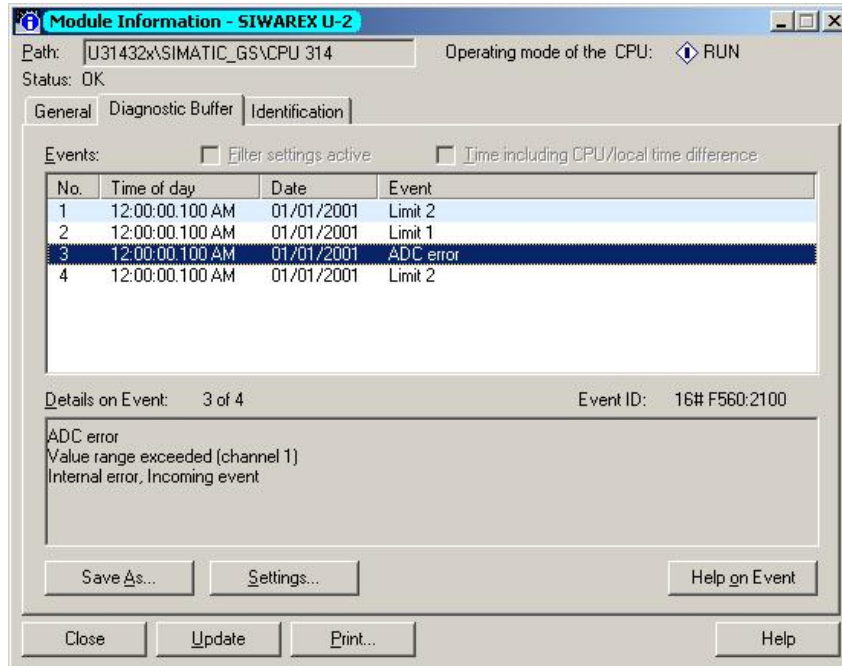 Module Information - SIWAREX U-2
Path: U31432x\SIMATIC_GS\CPU 314 Operating mode of the CPU: RUN
Status: OK
General Diagnostic Buffer Identification
Events: Filter settings active Time including CPU/local time difference
No. Time of day Date Event
1 12:00:00.100 AM 01/01/2001 Limit 2
2 12:00:00.100 AM 01/01/2001 Limit 1
3 12:00:00.100 AM 01/01/2001 ADC error
4 12:00:00.100 AM 01/01/2001 Limit 2
Details on Event: 3 of 4 Event ID: 16# F560:2100
ADC error
Value range exceeded (channel 1)
Internal error, Incoming event
Save As... Settings... Help on Event
Close Update Print... Help